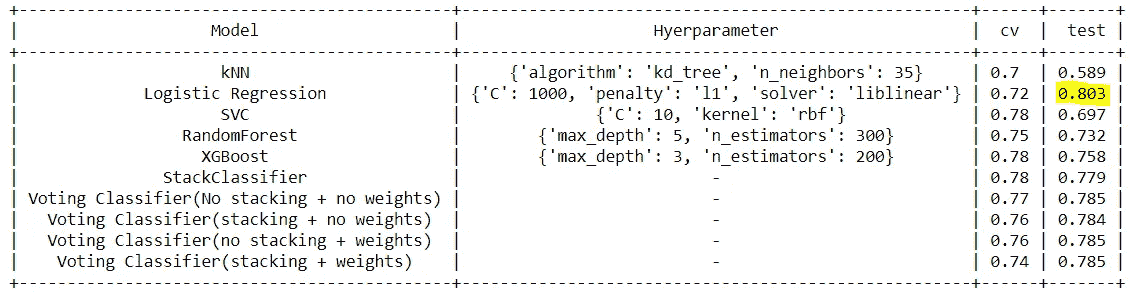 Model | Hyerparameter | cv | test
kNN | {'algorithm': 'kd_tree', 'n_neighbors': 35} | 0.7 | 0.589
Logistic Regression | {'C': 1000, 'penalty': 'l1', 'solver': 'liblinear'} | 0.72 | 0.803
SVC | {'C': 10, 'kernel': 'rbf'} | 0.78 | 0.697
RandomForest | {'max_depth': 5, 'n_estimators': 300} | 0.75 | 0.732
XGBoost | {'max_depth': 3, 'n_estimators': 200} | 0.78 | 0.758
StackClassifier | - | 0.78 | 0.779
Voting Classifier(No stacking + no weights) | - | 0.77 | 0.785
Voting Classifier(stacking + no weights) | - | 0.76 | 0.784
Voting Classifier(no stacking + weights) | - | 0.76 | 0.785
Voting Classifier(stacking + weights) | - | 0.74 | 0.785